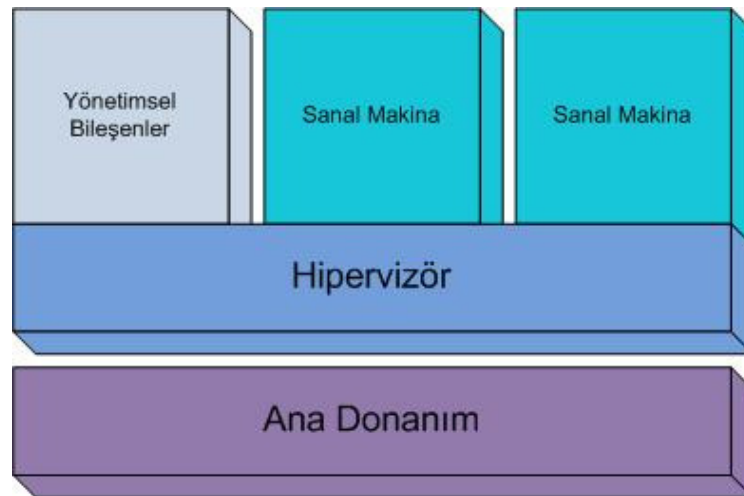 Yönetimsel
Bileşenler
Sanal Makina
Sanal Makina
Hipervizör
Ana Donanım